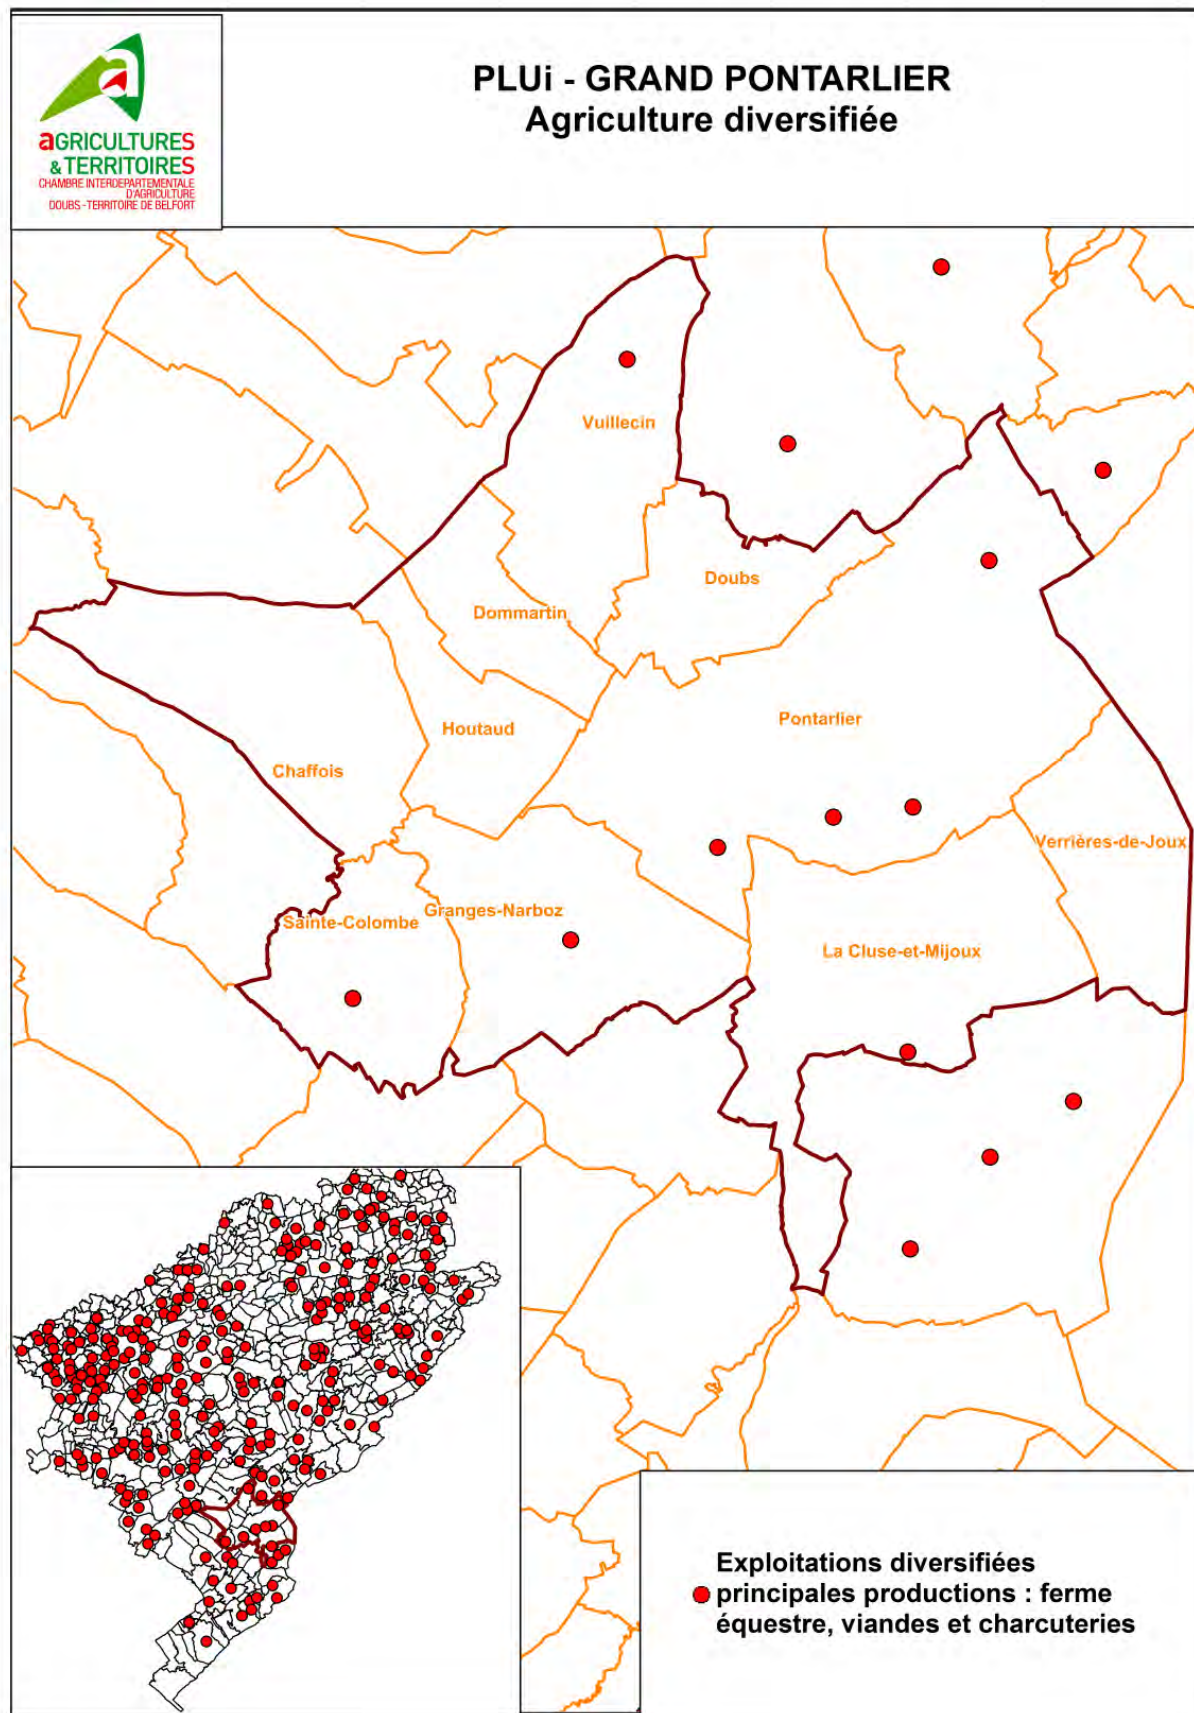 aGRICULTURES
& TERRITOIRES
CHAMBRE INTERDEPARTEMENTALE
D'AGRICULTURE
DOUBS - TERRITOIRE DE BELFORT
PLUi - GRAND PONTARLIER
Agriculture diversifiée
Vuillecin
Doubs
Dommartin
Pontarlier
Houtaud
Chaffois
Verrières-de-Joux
Granges-Narboz
Sainte-Colombe
La Cluse-et-Mijoux
Exploitations diversifiées
principales productions : ferme
équestre, viandes et charcuteries